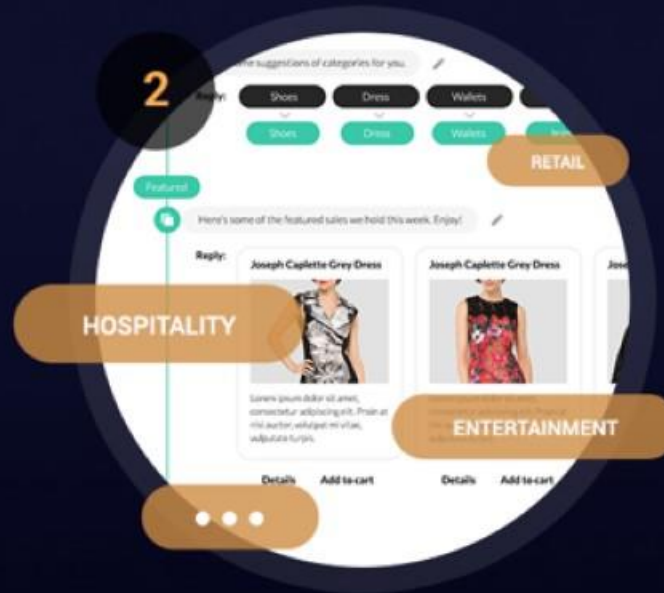 2
some suggestions of categories for you.
Reply:
Shoes Dress Wallets
Shoes Dress Wallets
RETAIL
Featured
Here's some of the featured sales we hold this week. Enjoy!
Reply:
Joseph Caplette Grey Dress Joseph Caplette Grey Dress
HOSPITALITY
Lorem ipsum dolor sit amet,
consectetur adipiscing elit. Proin at
nisi auctor, volutpat mi vitae,
vulputate turpis.
ENTERTAINMENT
Details Add to cart Details Add to cart